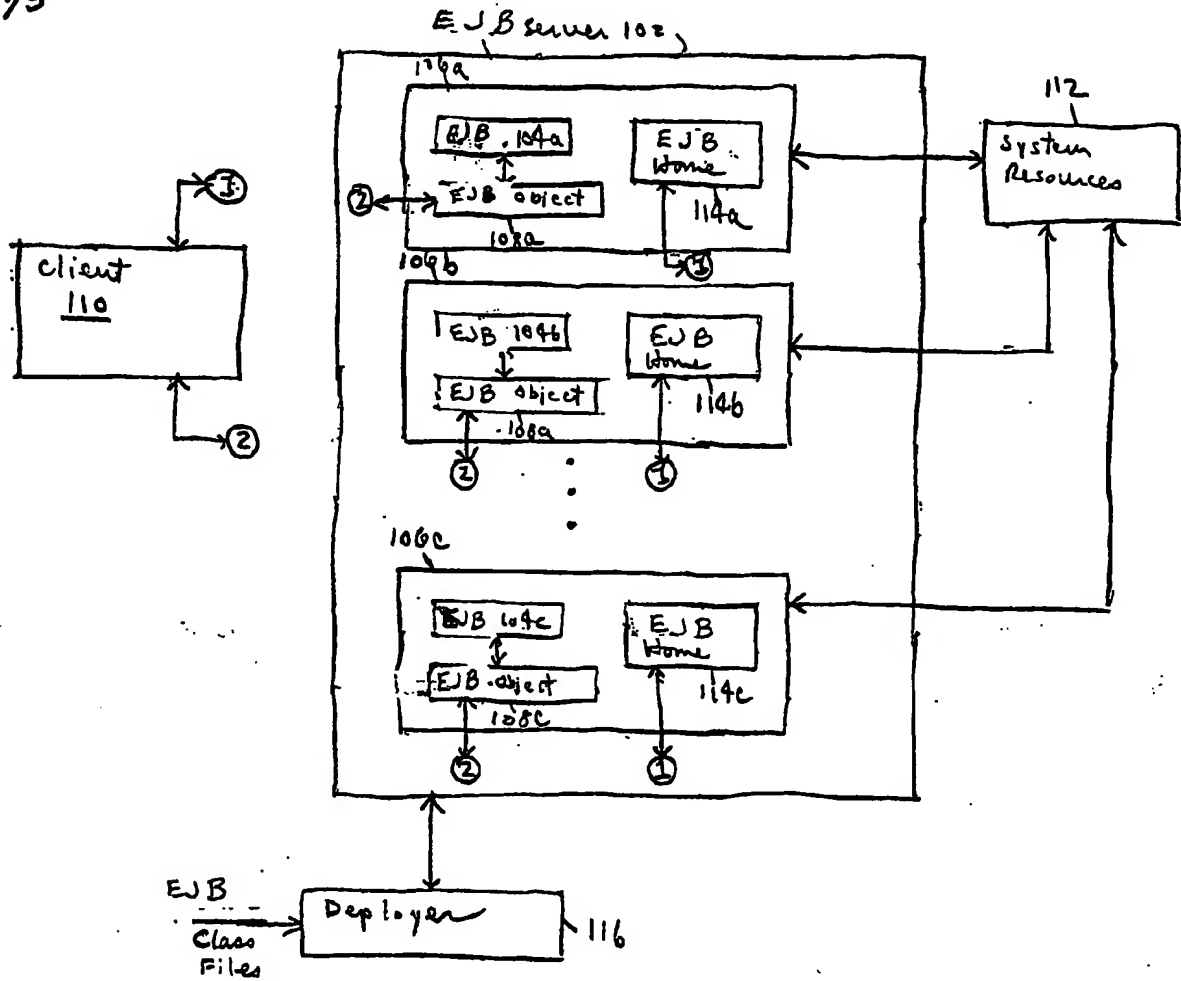 EJB server 102
106a
EJB 104a
EJB object
108a
EJB
Home
114a
2
1
112
System
Resources
1
client
110
2
106b
EJB 104b
EJB object
108a
EJB
Home
114b
2
1
106c
EJB 104c
EJB object
108c
EJB
Home
114c
2
1
EJB
Class
Files
Deployer
116